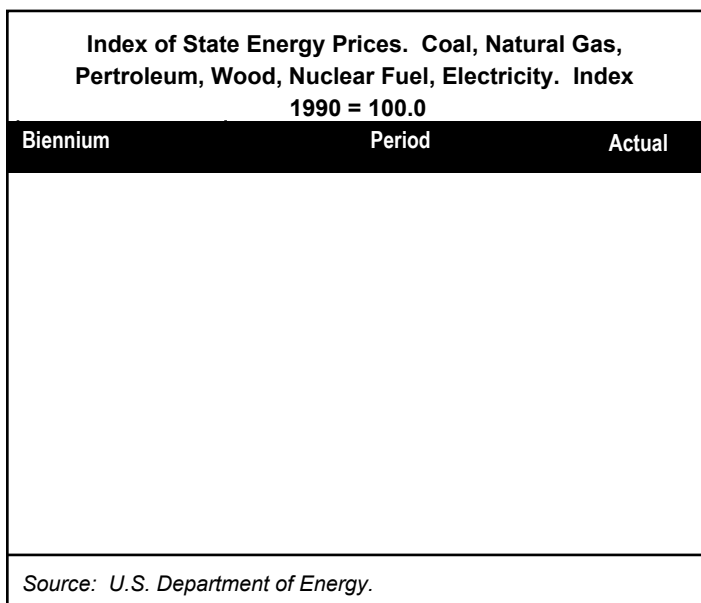 Index of State Energy Prices.  Coal, Natural Gas,
Pertroleum, Wood, Nuclear Fuel, Electricity.  Index
1990 = 100.0
Biennium Period Actual
Source:  U.S. Department of Energy.